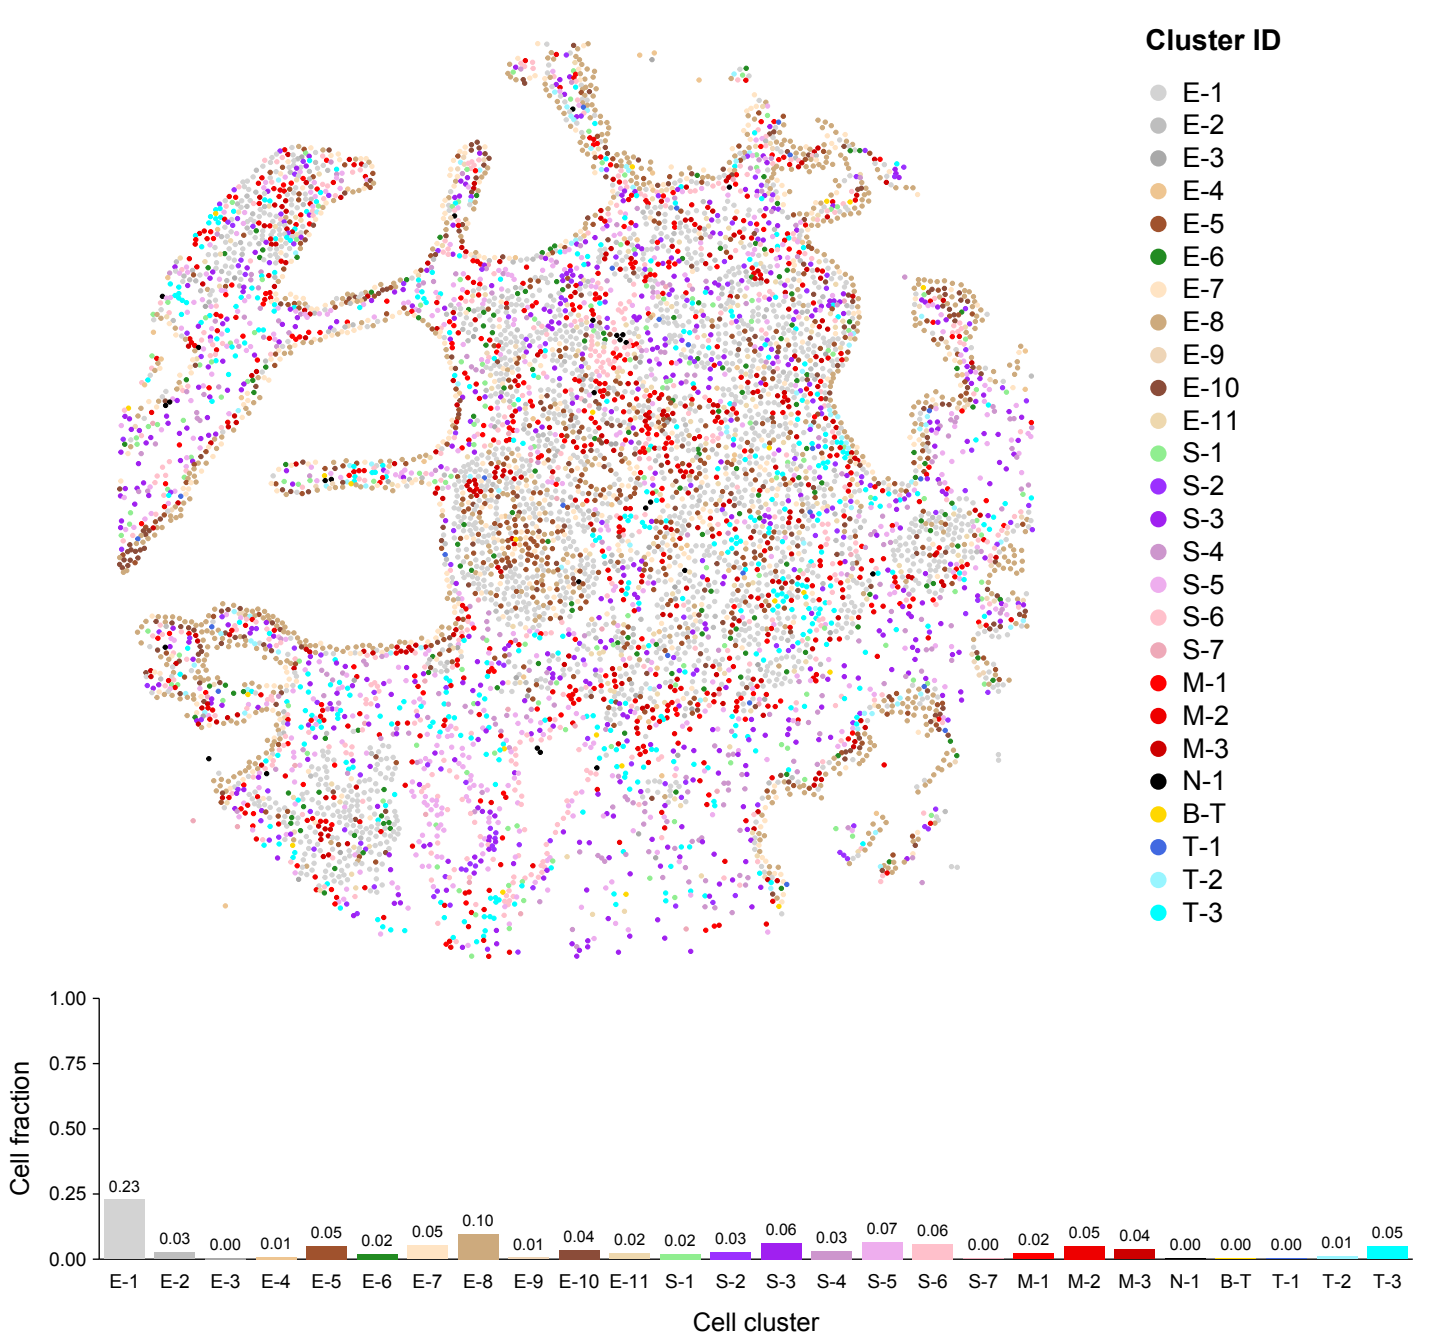 Cluster ID
E-1
E-2
E-3
E-4
E-5
E-6
E-7
E-8
E-9
E-10
E-11
S-1
S-2
S-3
S-4
S-5
S-6
S-7
M-1
M-2
M-3
N-1
B-T
T-1
T-2
T-3
1.00
0.75
0.50
0.25
0.00
Cell fraction
0.23 0.03 0.00 0.01 0.05 0.02 0.05 0.10 0.01 0.04 0.02 0.02 0.03 0.06 0.03 0.07 0.06 0.00 0.02 0.05 0.04 0.00 0.00 0.00 0.01 0.05
E-1 E-2 E-3 E-4 E-5 E-6 E-7 E-8 E-9 E-10 E-11 S-1 S-2 S-3 S-4 S-5 S-6 S-7 M-1 M-2 M-3 N-1 B-T T-1 T-2 T-3
Cell cluster